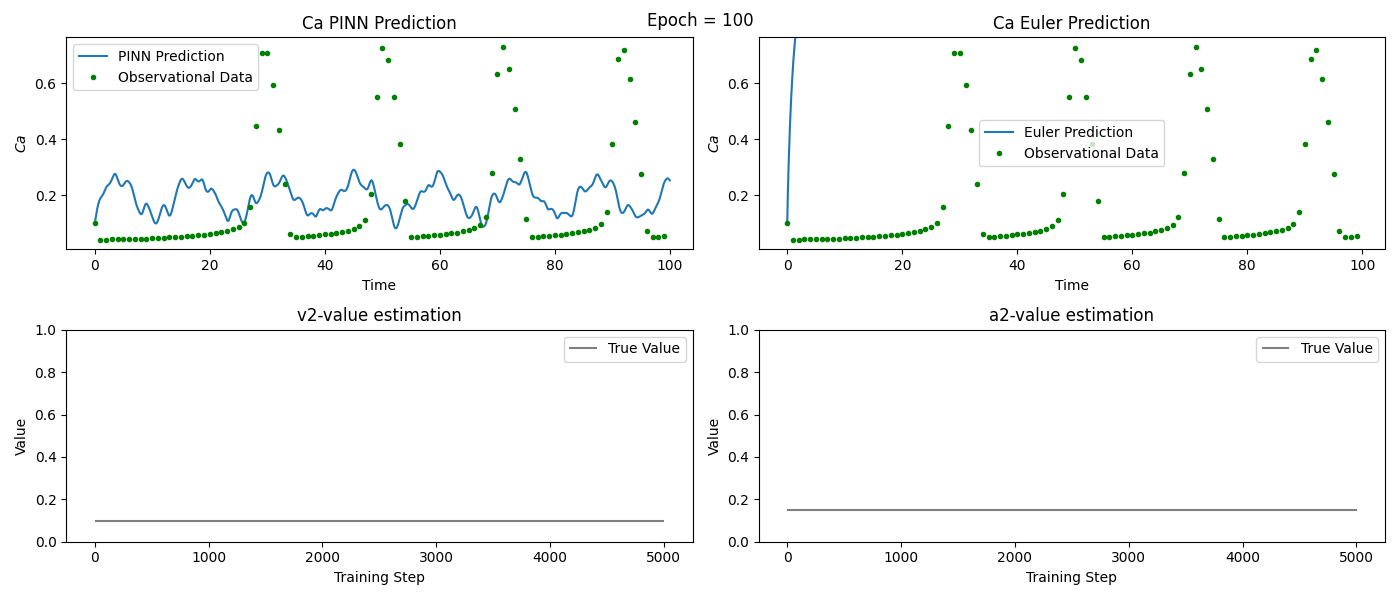 Epoch = 100
Ca PINN Prediction
PINN Prediction
Observational Data
Ca
0.6
0.4
0.2
0 20 40 60 80 100
Time
Ca Euler Prediction
Euler Prediction
Observational Data
Ca
0.6
0.4
0.2
0 20 40 60 80 100
Time
v2-value estimation
True Value
Value
1.0
0.8
0.6
0.4
0.2
0.0
0 1000 2000 3000 4000 5000
Training Step
a2-value estimation
True Value
Value
1.0
0.8
0.6
0.4
0.2
0.0
0 1000 2000 3000 4000 5000
Training Step